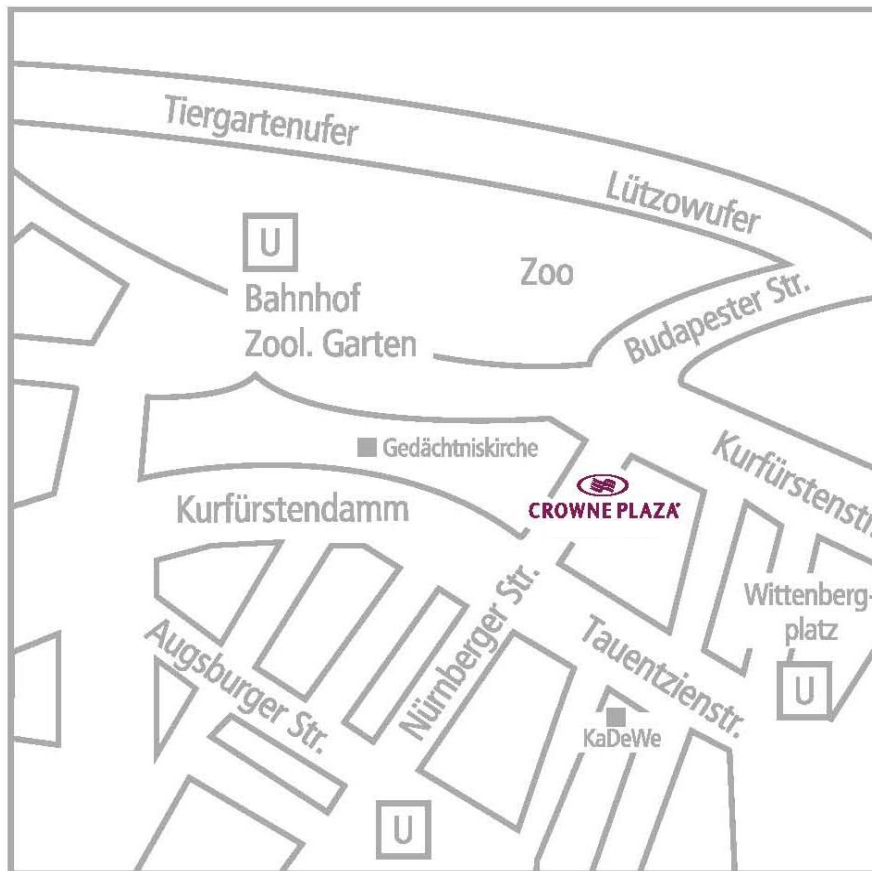 Tiergartenufer
Lützowufer
U
Bahnhof
Zool. Garten
Zoo
Budapester Str.
Gedächtniskirche
Kurfürstenstr.
CROWNE PLAZA
Kurfürstendamm
Nürnberger Str.
Wittenberg-
platz
U
Augsburger Str.
Tauentzienstr.
KaDeWe
U